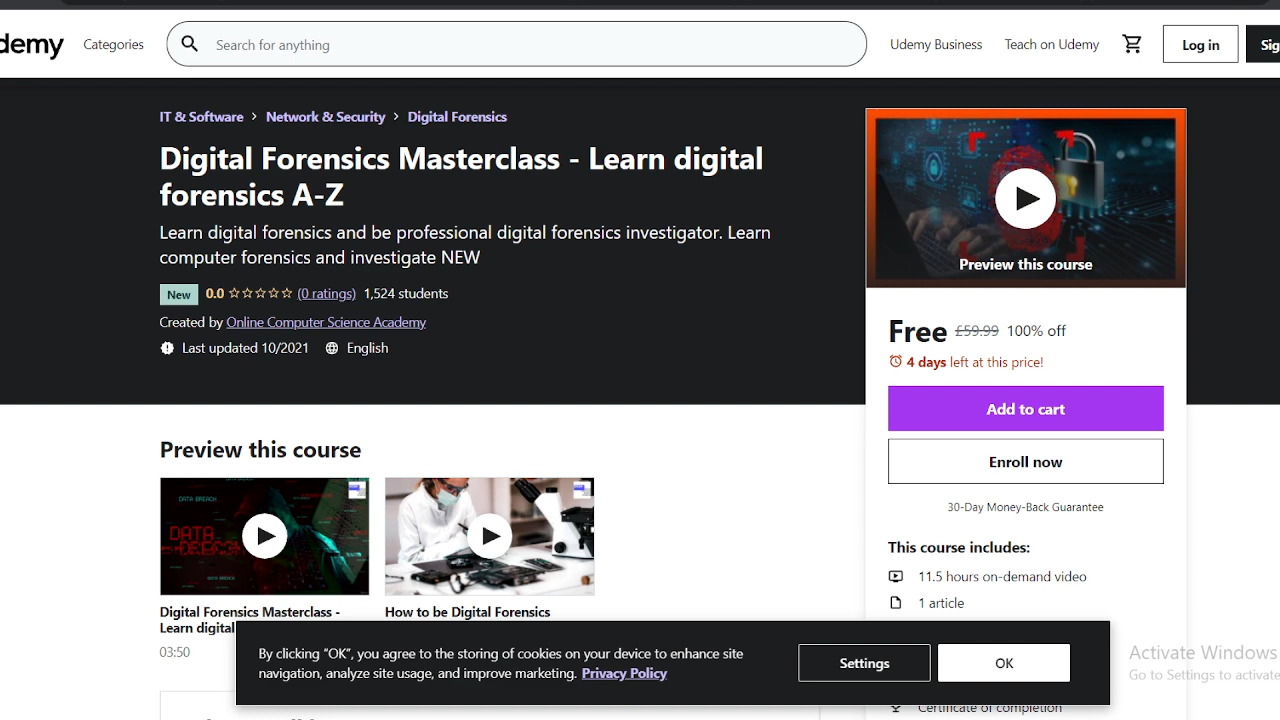 demy
Categories
Search for anything
Udemy Business
Teach on Udemy
Log in
Sig
IT & Software > Network & Security > Digital Forensics
Digital Forensics Masterclass - Learn digital
forensics A-Z
Learn digital forensics and be professional digital forensics investigator. Learn
computer forensics and investigate NEW
New 0.0 (0 ratings) 1,524 students
Created by Online Computer Science Academy
Last updated 10/2021 English
Preview this course
Free £59.99 100% off
4 days left at this price!
Add to cart
Enroll now
30-Day Money-Back Guarantee
This course includes:
11.5 hours on-demand video
1 article
Certificate of completion
Preview this course
DATA BREACH
DATA BREACH
Digital Forensics Masterclass -
Learn digital
03:50
How to be Digital Forensics
By clicking “OK”, you agree to the storing of cookies on your device to enhance site
navigation, analyze site usage, and improve marketing. Privacy Policy
Settings
OK
Activate Windows
Go to Settings to activate